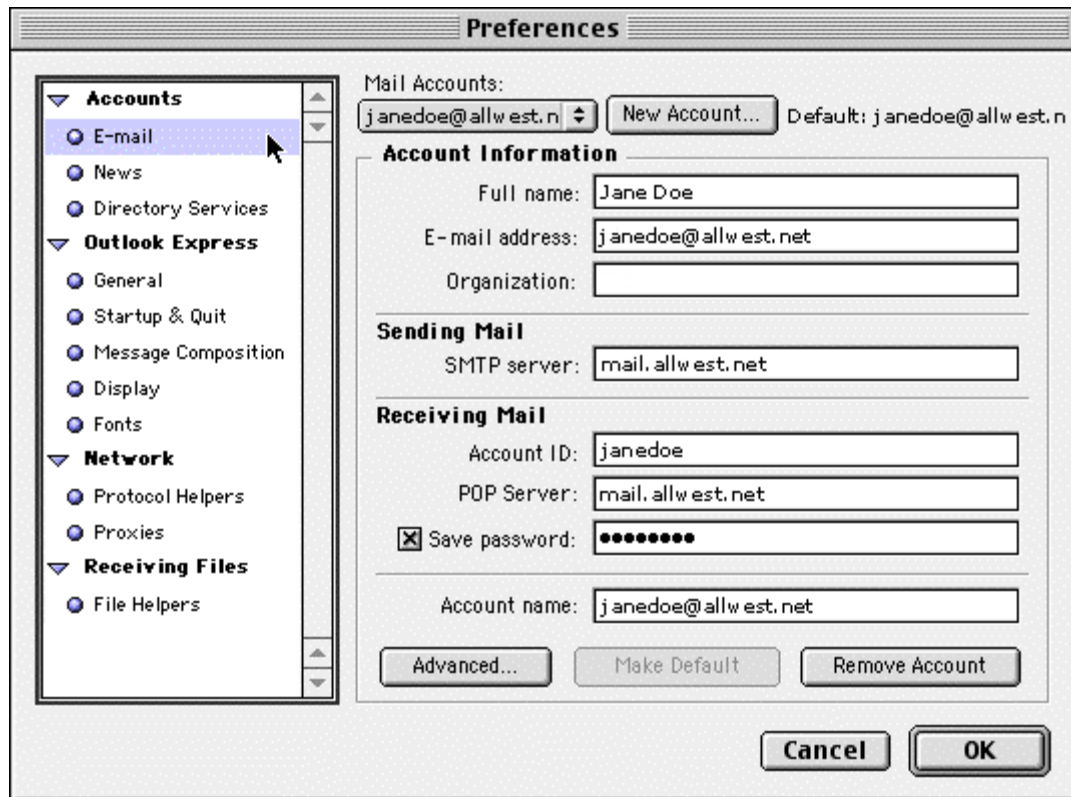 Preferences
Accounts
E-mail
News
Directory Services
Outlook Express
General
Startup & Quit
Message Composition
Display
Fonts
Network
Protocol Helpers
Proxies
Receiving Files
File Helpers
Mail Accounts:
janedoe@allwest.n New Account... Default: janedoe@allwest.n
Account Information
Full name: Jane Doe
E-mail address: janedoe@allwest.net
Organization:
Sending Mail
SMTP server: mail.allwest.net
Receiving Mail
Account ID: janedoe
POP Server: mail.allwest.net
Save password: ••••••••
Account name: janedoe@allwest.net
Advanced... Make Default Remove Account
Cancel OK